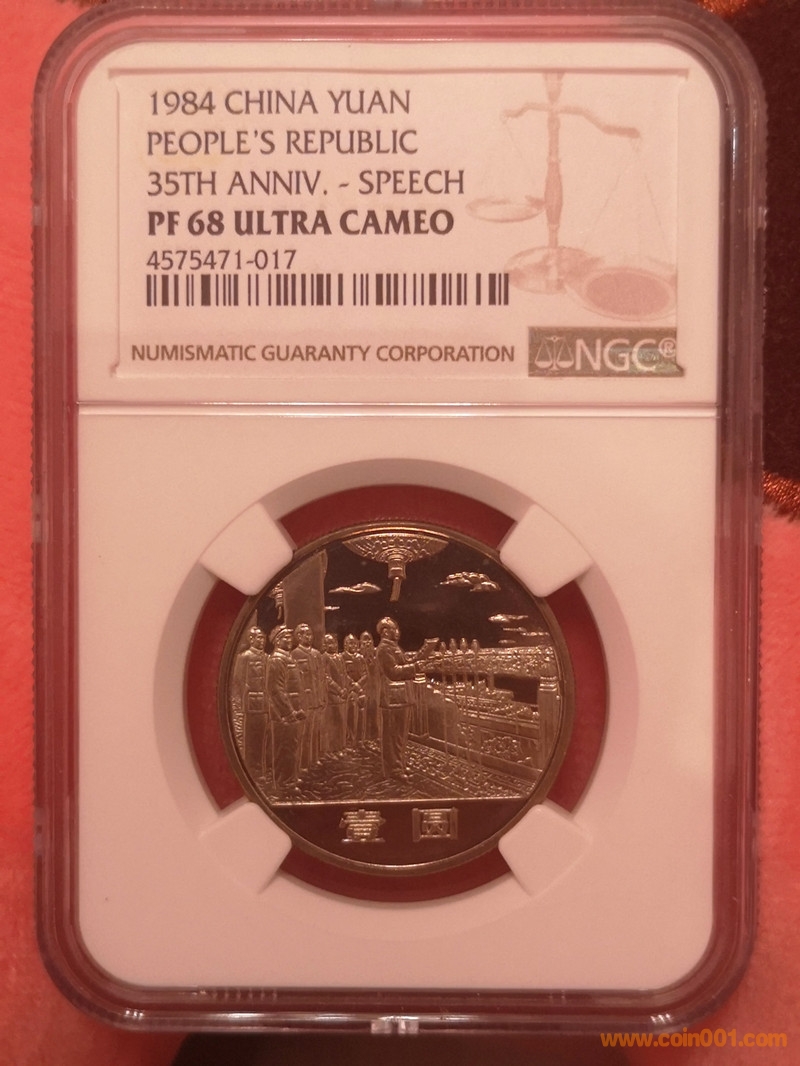 1984 CHINA YUAN
PEOPLE'S REPUBLIC
35TH ANNIV. - SPEECH
PF 68 ULTRA CAMEO
4575471-017
NUMISMATIC GUARANTY CORPORATION
NGC®
壹圆
www.coin001.com